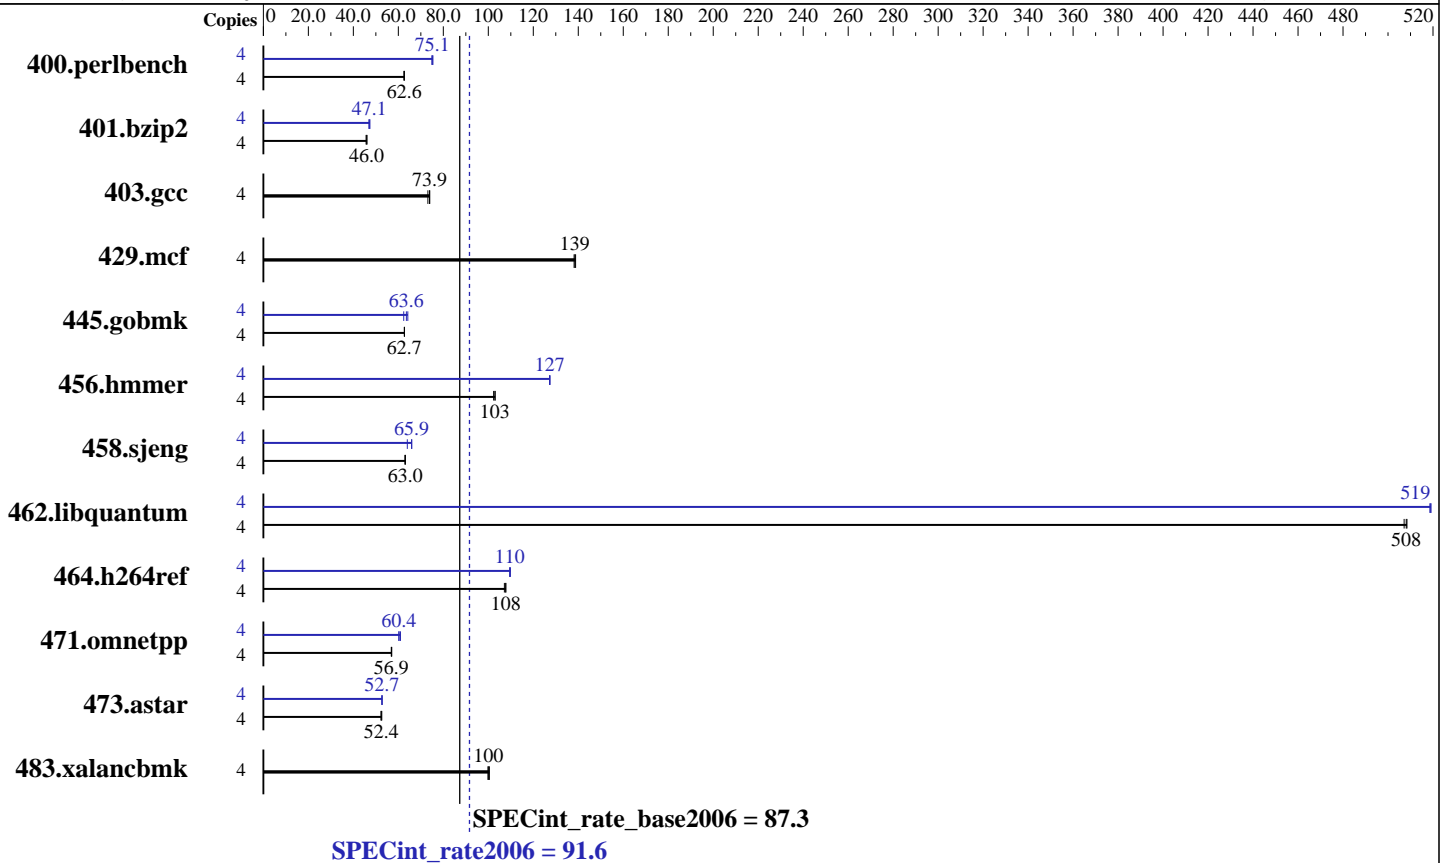 Copies 0 20.0 40.0 60.0 80.0 100 120 140 160 180 200 220 240 260 280 300 320 340 360 380 400 420 440 460 480 520
400.perlbench 4 75.1
4 62.6
401.bzip2 4 47.1
4 46.0
403.gcc 4 73.9
429.mcf 4 139
445.gobmk 4 63.6
4 62.7
456.hmmer 4 127
4 103
458.sjeng 4 65.9
4 63.0
462.libquantum 4 519
4 508
464.h264ref 4 110
4 108
471.omnetpp 4 60.4
4 56.9
473.astar 4 52.7
4 52.4
483.xalancbmk 4 100
SPECint_rate_base2006 = 87.3
SPECint_rate2006 = 91.6